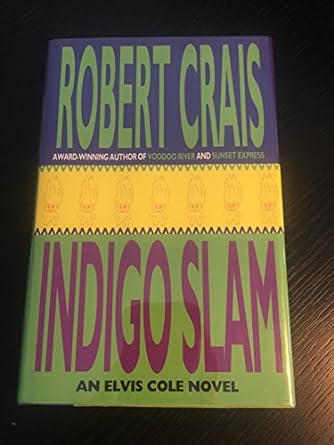 ROBERT CRAIS
AWARD-WINNING AUTHOR OF VOODOO RIVER AND SUNSET EXPRESS
INDIGO SLAM
AN ELVIS COLE NOVEL